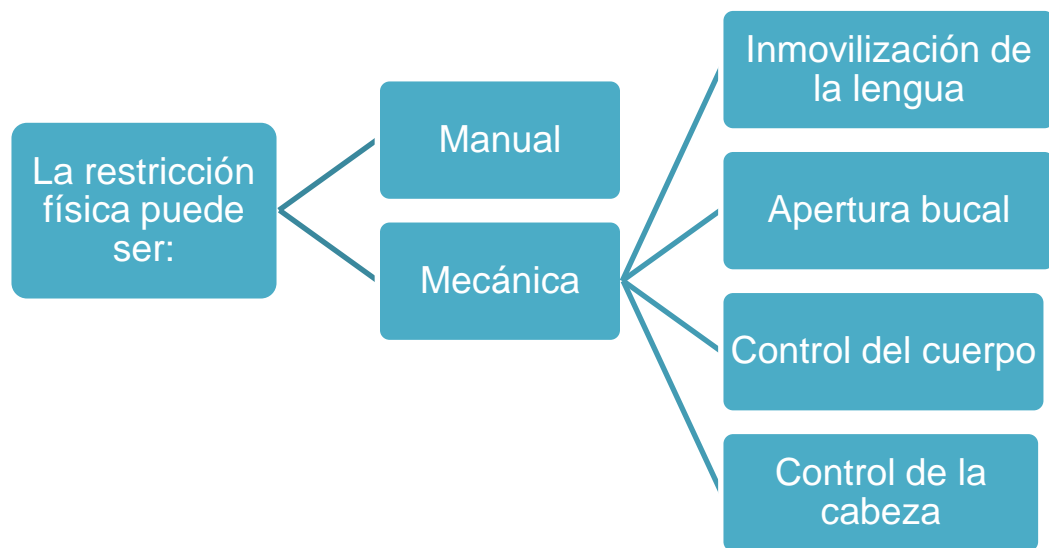 La restricción
física puede
ser:
Manual
Mecánica
Inmovilización de
la lengua
Apertura bucal
Control del cuerpo
Control de la
cabeza